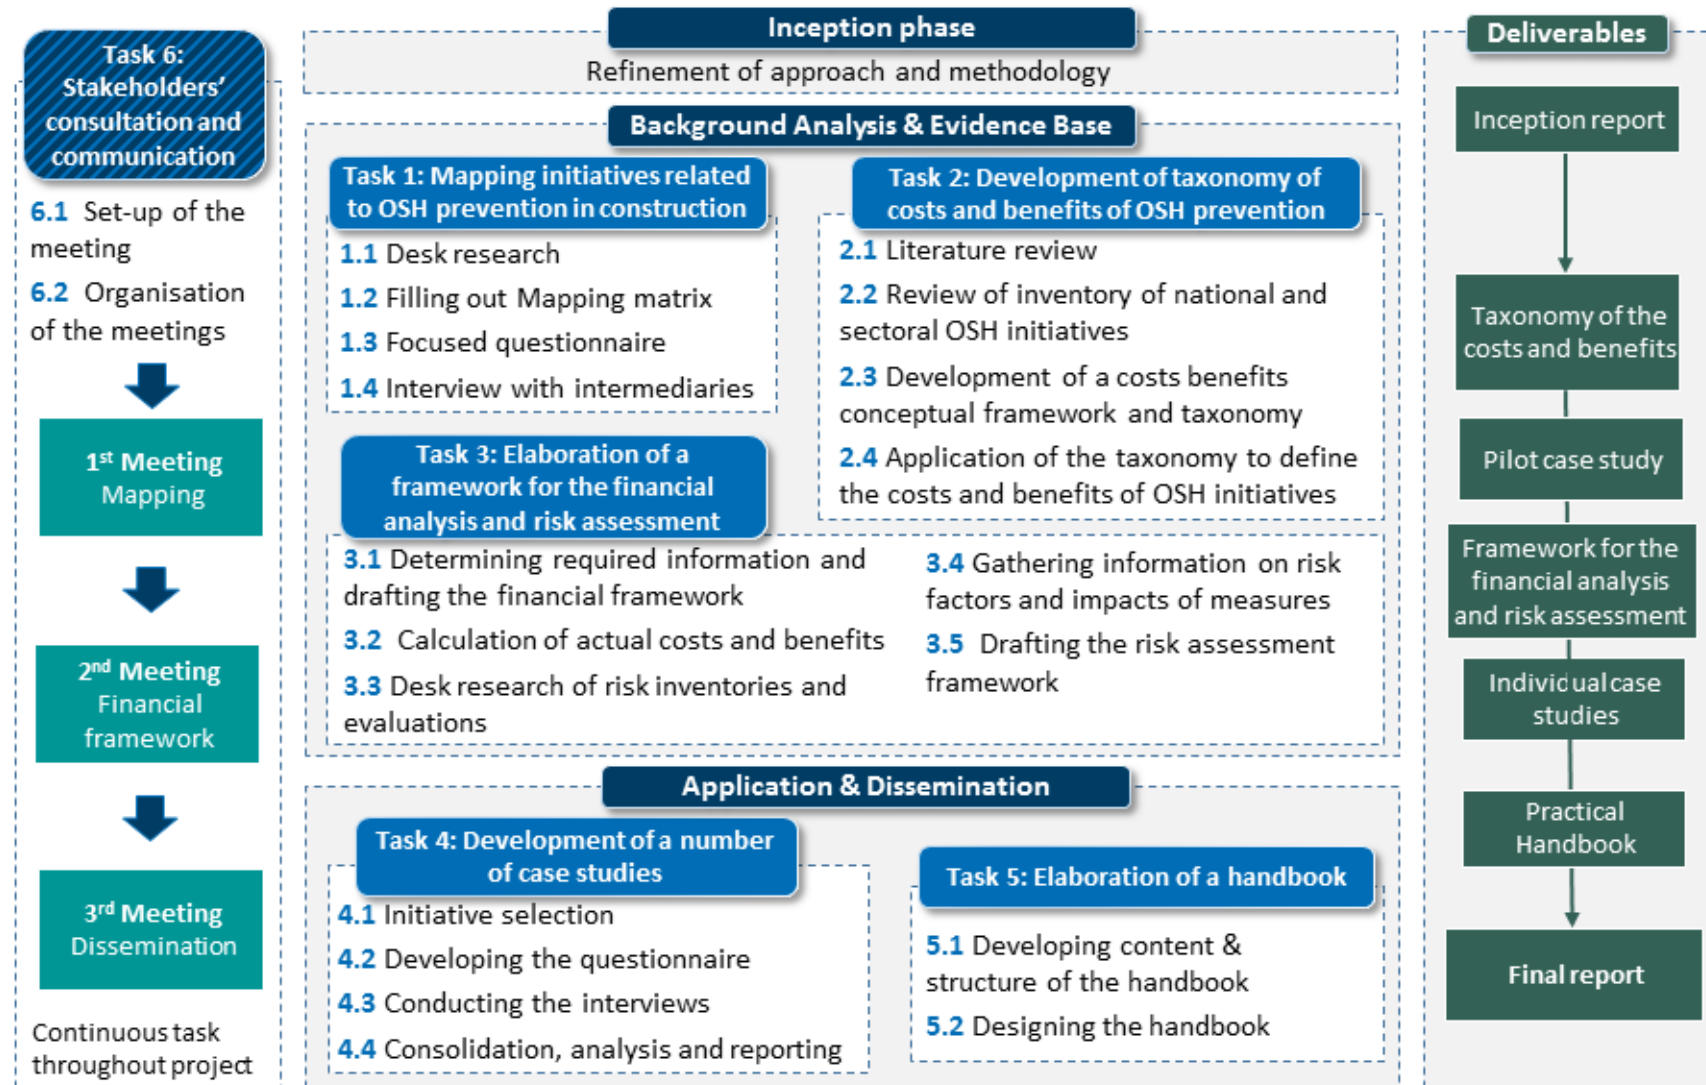 Task 6:
Stakeholders'
consultation and
communication
6.1 Set-up of the
meeting
6.2 Organisation
of the meetings
1st Meeting
Mapping
2nd Meeting
Financial
framework
3rd Meeting
Dissemination
Continuous task
throughout project
Inception phase
Refinement of approach and methodology
Background Analysis & Evidence Base
Task 1: Mapping initiatives related
to OSH prevention in construction
1.1 Desk research
1.2 Filling out Mapping matrix
1.3 Focused questionnaire
1.4 Interview with intermediaries
Task 2: Development of taxonomy of
costs and benefits of OSH prevention
2.1 Literature review
2.2 Review of inventory of national and
sectoral OSH initiatives
2.3 Development of a costs benefits
conceptual framework and taxonomy
2.4 Application of the taxonomy to define
the costs and benefits of OSH initiatives
Task 3: Elaboration of a
framework for the financial
analysis and risk assessment
3.1 Determining required information and
drafting the financial framework
3.2 Calculation of actual costs and benefits
3.3 Desk research of risk inventories and
evaluations
3.4 Gathering information on risk
factors and impacts of measures
3.5 Drafting the risk assessment
framework
Application & Dissemination
Task 4: Development of a number
of case studies
4.1 Initiative selection
4.2 Developing the questionnaire
4.3 Conducting the interviews
4.4 Consolidation, analysis and reporting
Task 5: Elaboration of a handbook
5.1 Developing content &
structure of the handbook
5.2 Designing the handbook
Deliverables
Inception report
Taxonomy of the
costs and benefits
Pilot case study
Framework for the
financial analysis
and risk assessment
Individual case
studies
Practical
Handbook
Final report